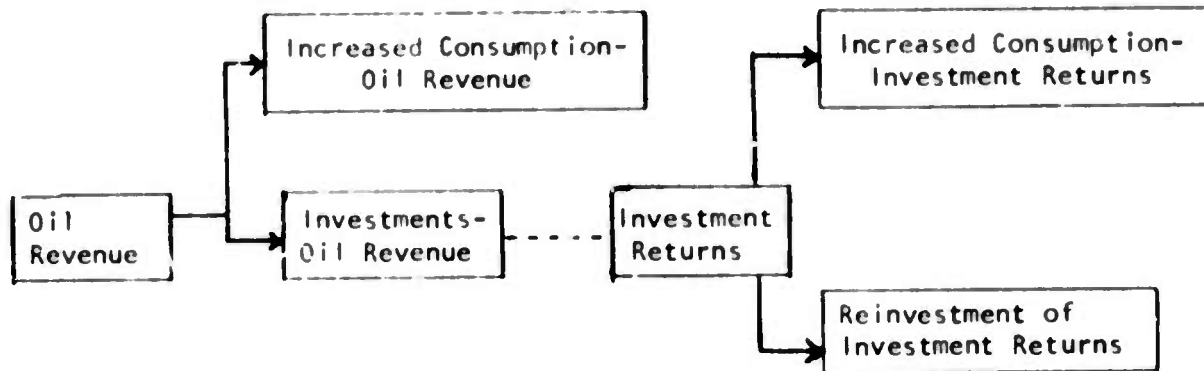 Increased Consumption-
Oil Revenue
Increased Consumption-
Investment Returns
Oil
Revenue
Investments-
Oil Revenue
Investment
Returns
Reinvestment of
Investment Returns